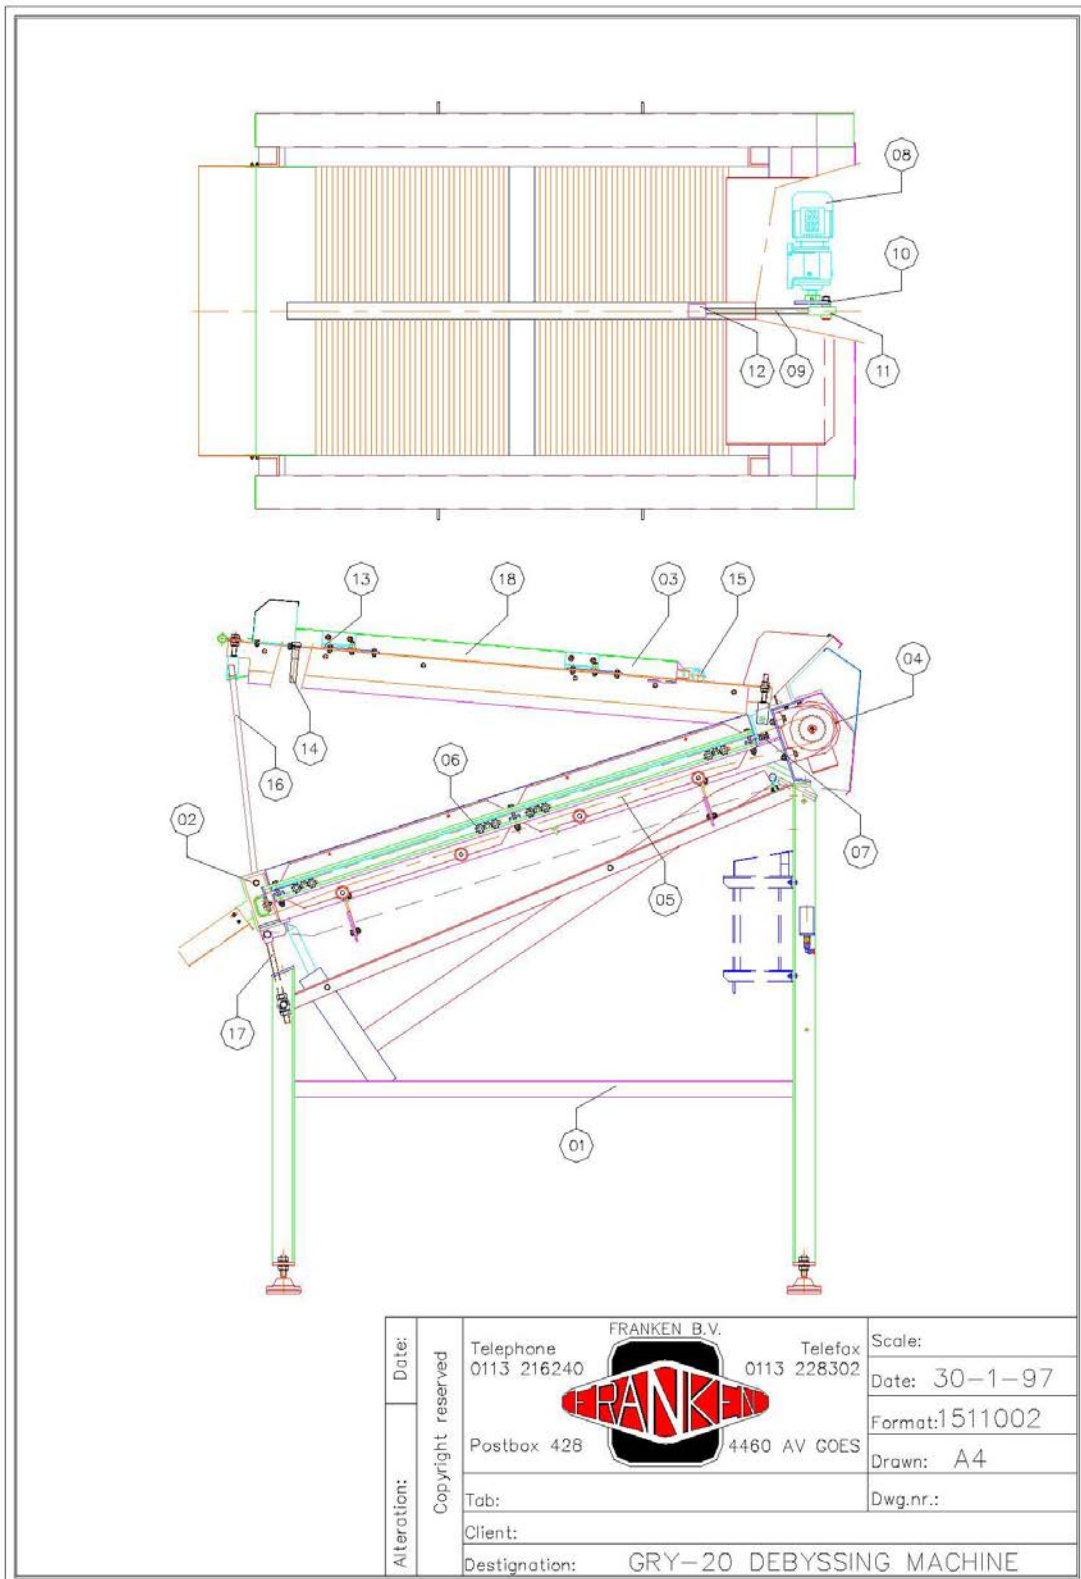 08
10
12
09
11
13
18
03
15
04
14
16
06
02
07
05
17
01
Date:
Alteration:
Copyright reserved
FRANKEN B.V.
Telephone
0113 216240
Telefax
0113 228302
FRANKEN
Postbox 428
4460 AV GOES
Scale:
Date: 30-1-97
Format: 1511002
Drawn: A4
Tab:
Dwg.nr.:
Client:
Destignation: GRY-20 DEBYSSING MACHINE